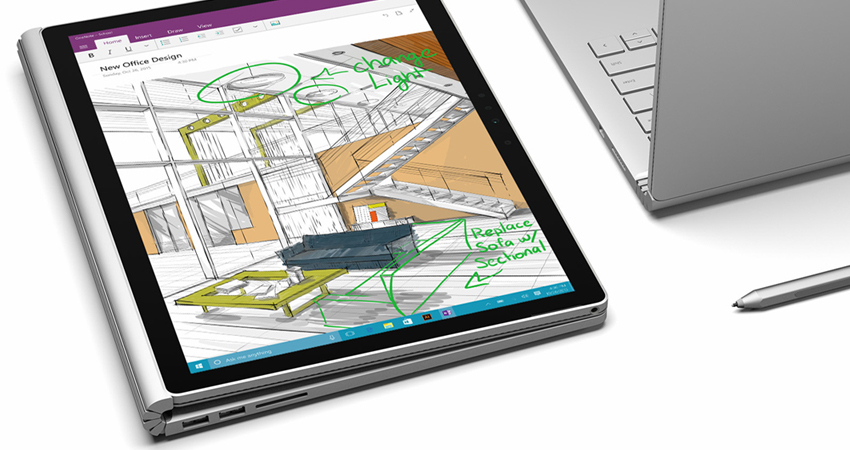 Home Insert Draw View
B I U
New Office Design
change
Light
Replace
Sofa w/
Sectional
Ask me anything